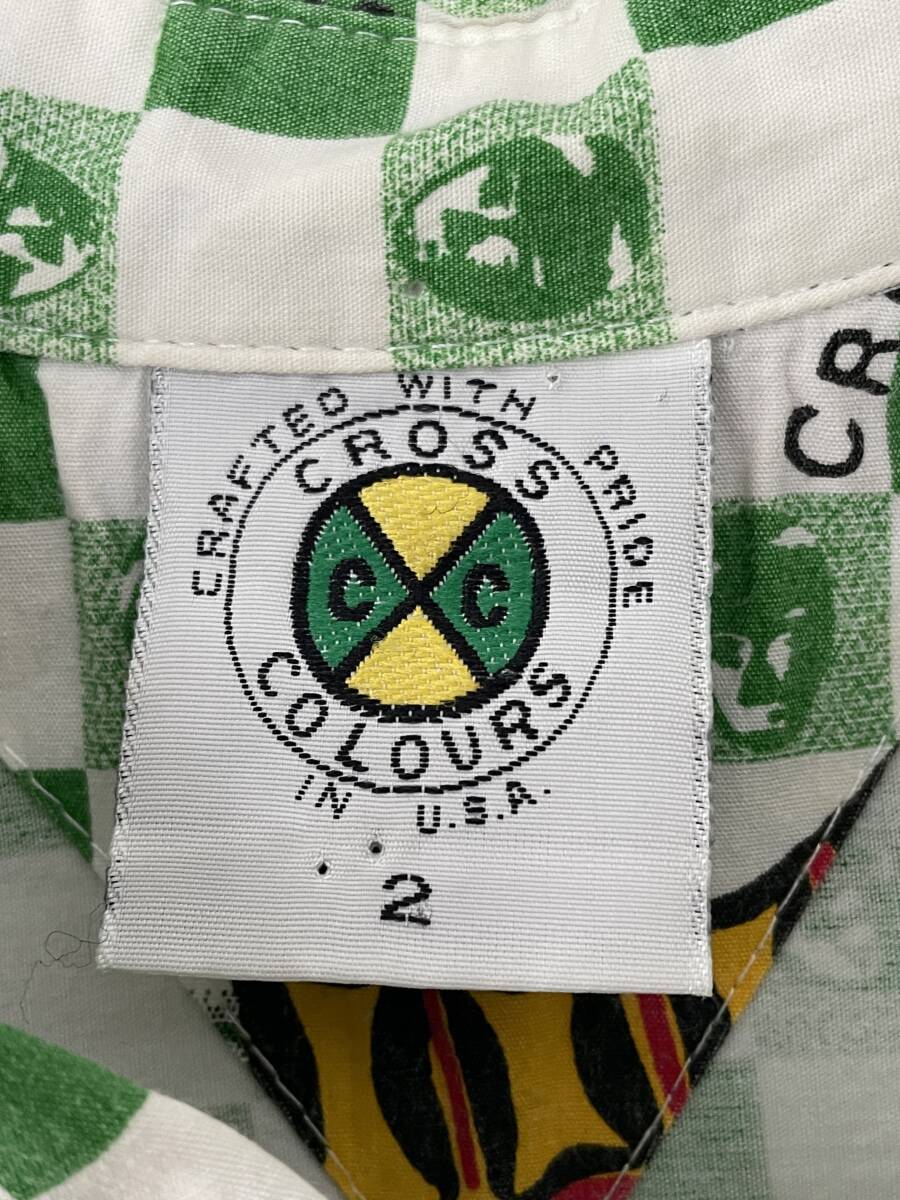 CR
CRAFTED WITH PRIDE
CROSS
C C
COLOURS
IN U.S.A.
2